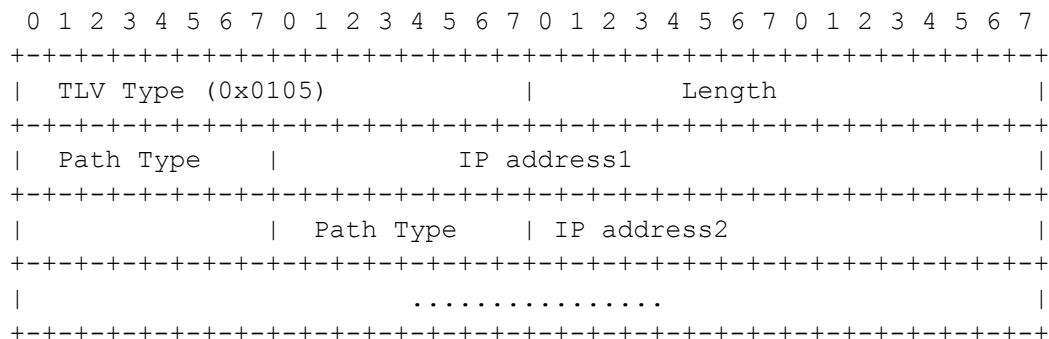 0 1 2 3 4 5 6 7 0 1 2 3 4 5 6 7 0 1 2 3 4 5 6 7 0 1 2 3 4 5 6 7
+-+-+-+-+-+-+-+-+-+-+-+-+-+-+-+-+-+-+-+-+-+-+-+-+-+-+-+-+-+-+-+-+
|  TLV Type (0x0105)            |         Length                |
+-+-+-+-+-+-+-+-+-+-+-+-+-+-+-+-+-+-+-+-+-+-+-+-+-+-+-+-+-+-+-+-+
|  Path Type    |           IP address1                         |
+-+-+-+-+-+-+-+-+-+-+-+-+-+-+-+-+-+-+-+-+-+-+-+-+-+-+-+-+-+-+-+-+
|               |  Path Type    | IP address2                   |
+-+-+-+-+-+-+-+-+-+-+-+-+-+-+-+-+-+-+-+-+-+-+-+-+-+-+-+-+-+-+-+-+
|                        ................                       |
+-+-+-+-+-+-+-+-+-+-+-+-+-+-+-+-+-+-+-+-+-+-+-+-+-+-+-+-+-+-+-+-+